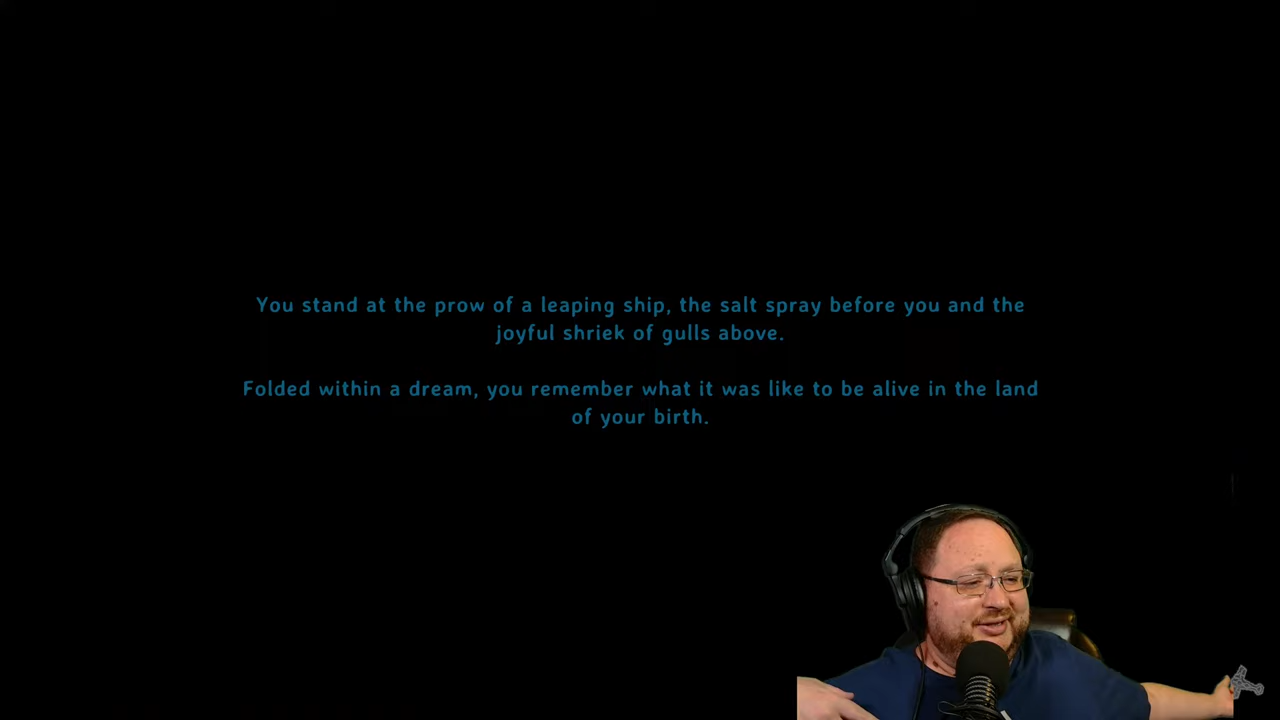 You stand at the prow of a leaping ship, the salt spray before you and the
joyful shriek of gulls above.
Folded within a dream, you remember what it was like to be alive in the land
of your birth.